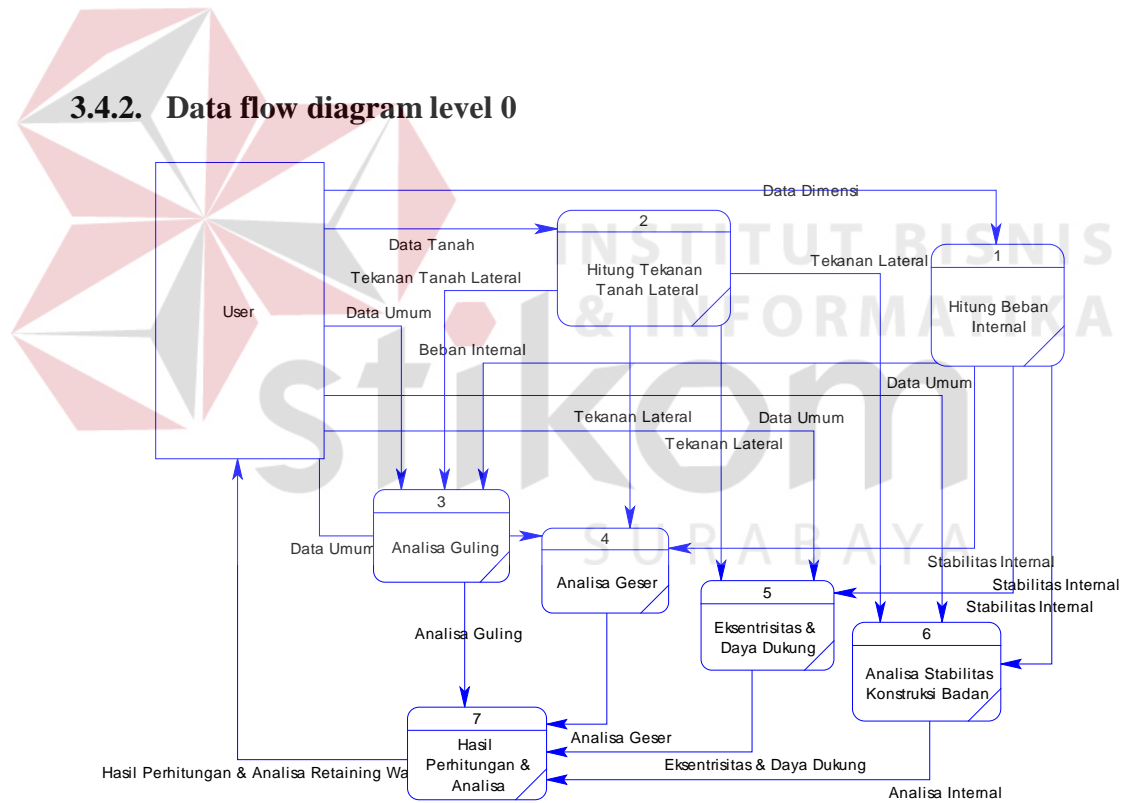 3.4.2. Data flow diagram level 0
Data Dimensi
INSTITUT BISNIS
& INFORMATIKA
stikom
SURABAYA
User
Data Tanah
2
Hitung Tekanan
Tanah Lateral
Tekanan Lateral
1
Hitung Beban
Internal
Tekanan Tanah Lateral
Data Umum
Beban Internal
Data Umum
Tekanan Lateral
Data Umum
Tekanan Lateral
3
Analisa Guling
Data Umum
4
Analisa Geser
Stabilitas Internal
Stabilitas Internal
Stabilitas Internal
5
Eksentrisitas &
Daya Dukung
6
Analisa Stabilitas
Konstruksi Badan
Analisa Guling
7
Hasil
Perhitungan &
Analisa
Analisa Geser
Eksentrisitas & Daya Dukung
Hasil Perhitungan & Analisa Retaining Wa
Analisa Internal